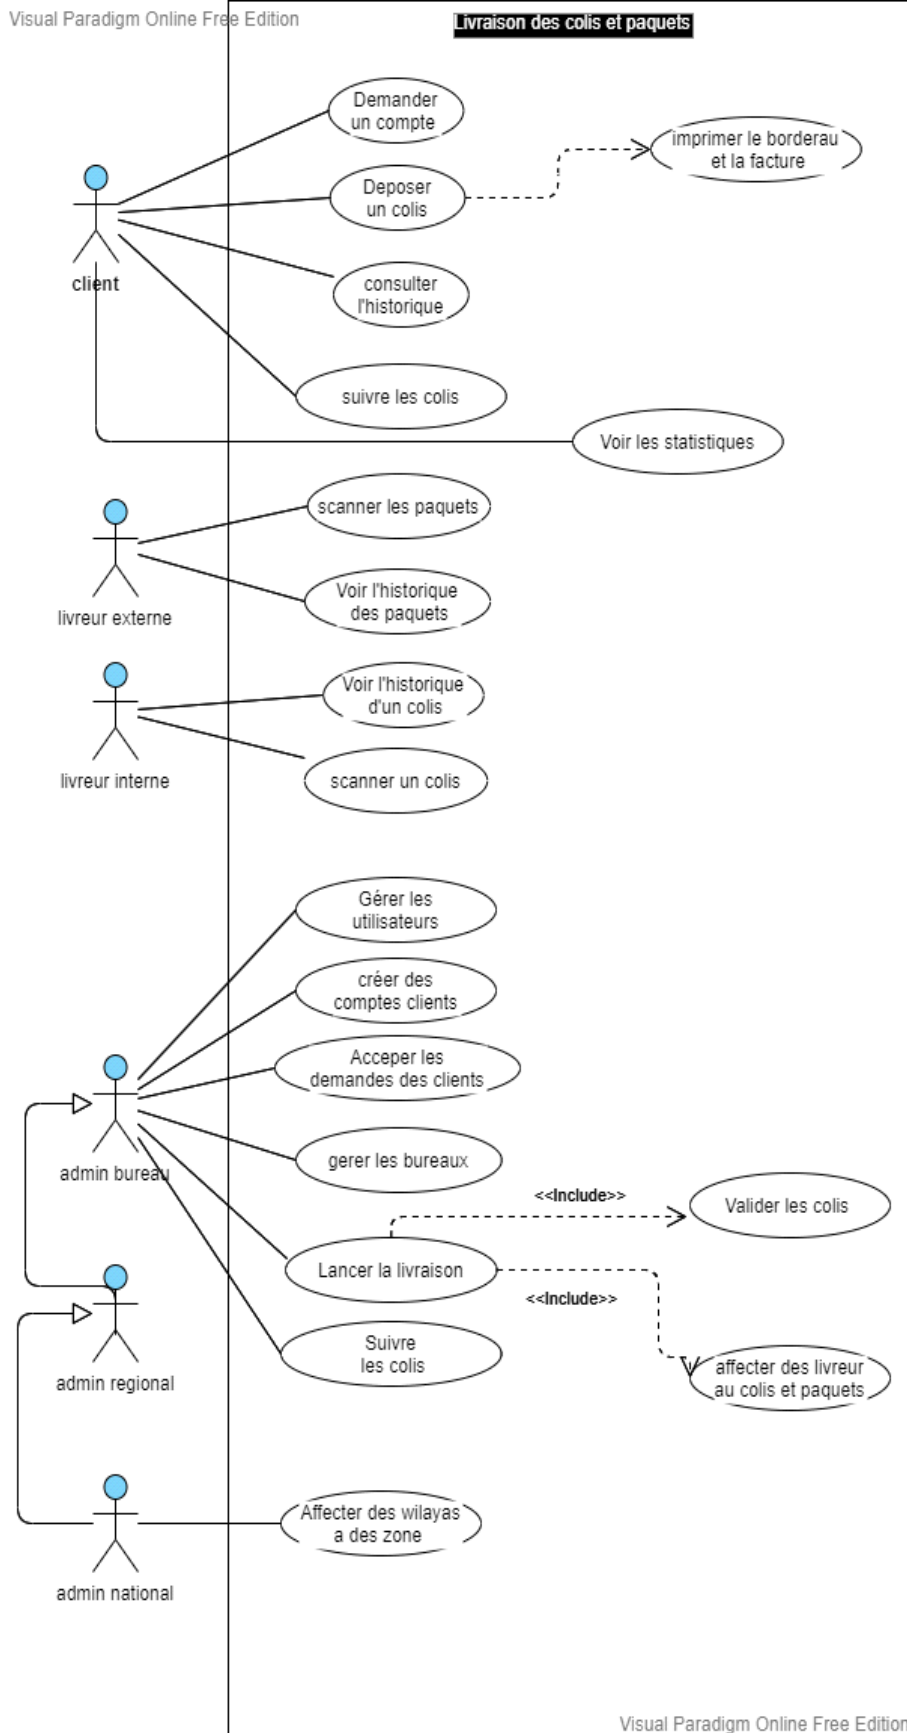 Visual Paradigm Online Free Edition
Livraison des colis et paquets
Demander
un compte
imprimer le borderau
et la facture
Deposer
un colis
client
consulter
l'historique
suivre les colis
Voir les statistiques
scanner les paquets
livreur externe
Voir l'historique
des paquets
Voir l'historique
d'un colis
livreur interne
scanner un colis
Gérer les
utilisateurs
créer des
comptes clients
Acceper les
demandes des clients
admin bureau
gerer les bureaux
<<Include>>
Valider les colis
Lancer la livraison
<<Include>>
Suivre
les colis
admin regional
affecter des livreur
au colis et paquets
Affecter des wilayas
a des zone
admin national
Visual Paradigm Online Free Edition